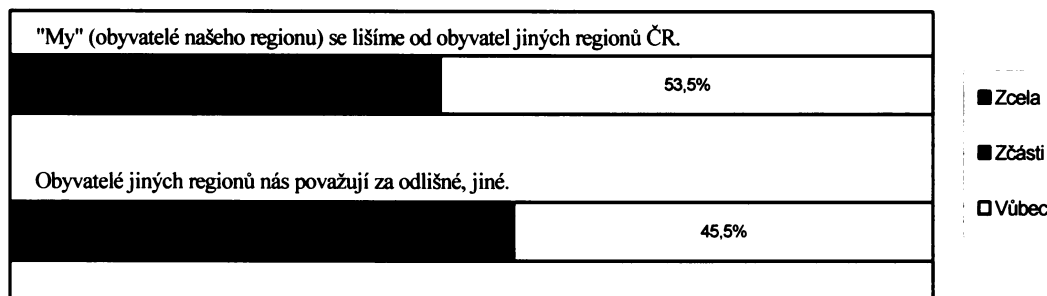 "My" (obyvatelé našeho regionu) se lišíme od obyvatel jiných regionů ČR.
53,5%
Zcela
Zčásti
Obyvatelé jiných regionů nás považují za odlišné, jiné.
Vůbec
45,5%